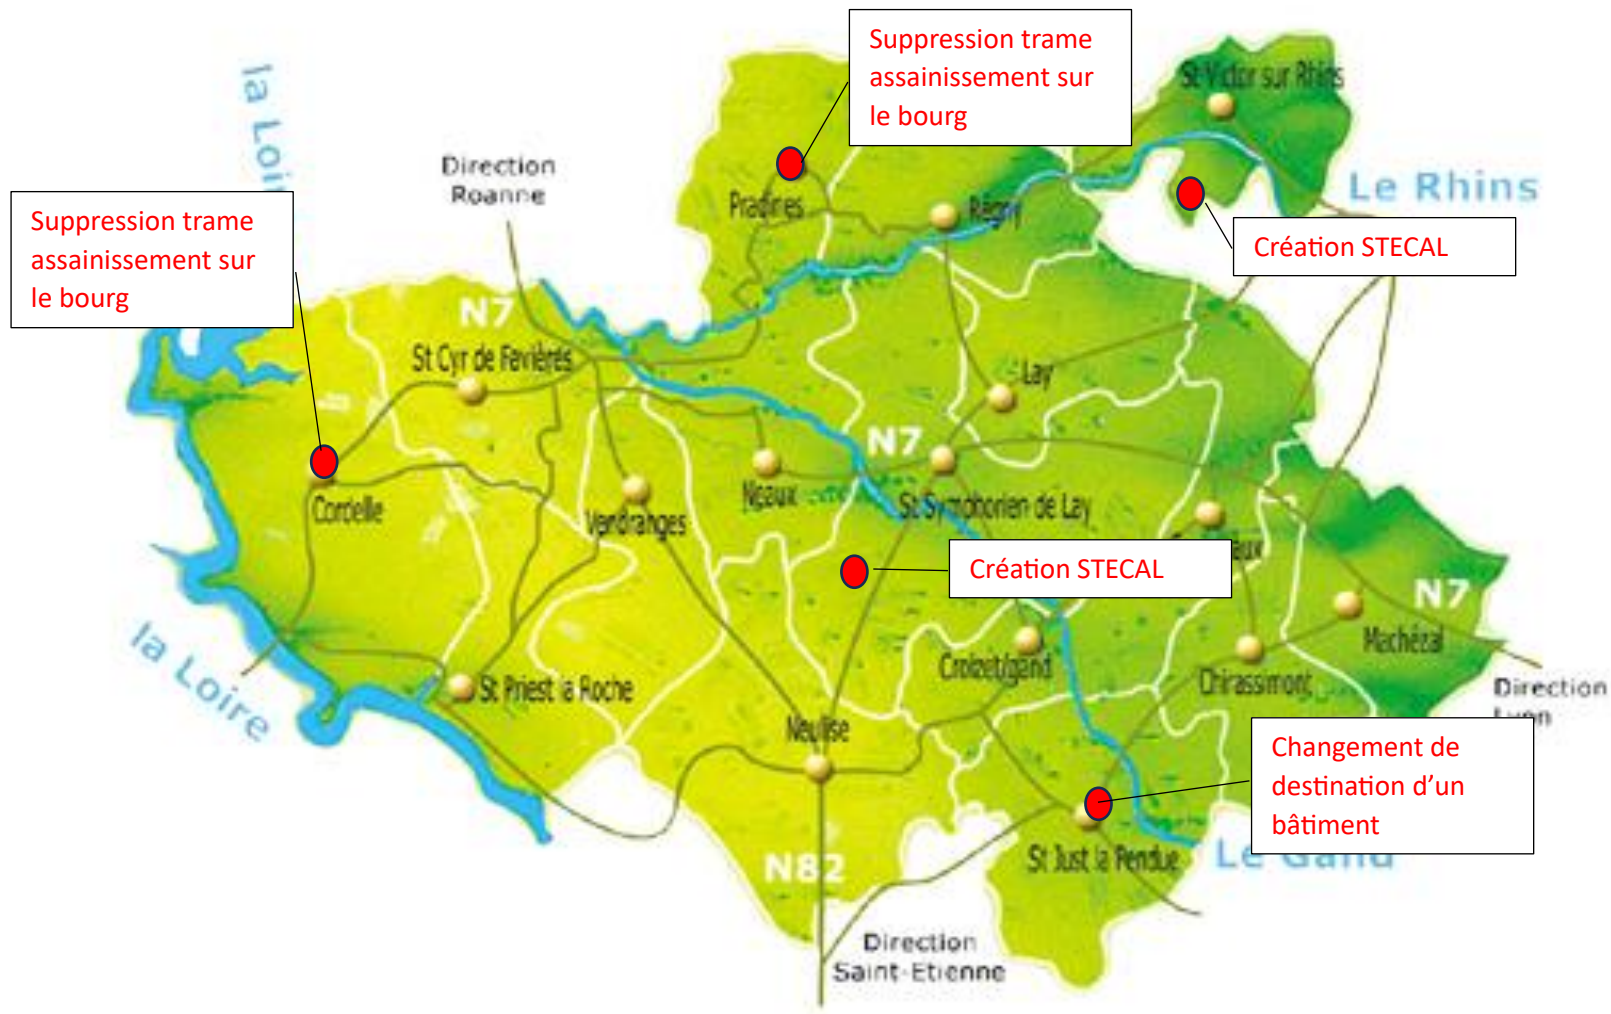 Suppression trame
assainissement sur
le bourg
St Victor sur Rhins
la
Direction
Roanne
Le Rhins
Suppression trame
assainissement sur
le bourg
Pradines
Régny
Création STECAL
N7
St Cyr de Favières
Lay
N7
Cordelle
Vendranges
Neaux
St Symphorien de Lay
Création STECAL
N7
Machézal
la Loire
St Priest la Roche
Croizet/gand
Chirassimont
Direction
Lyon
Neulise
Changement de
destination d'un
bâtiment
N82
St Just la Pendue
Le Gand
Direction
Saint-Etienne